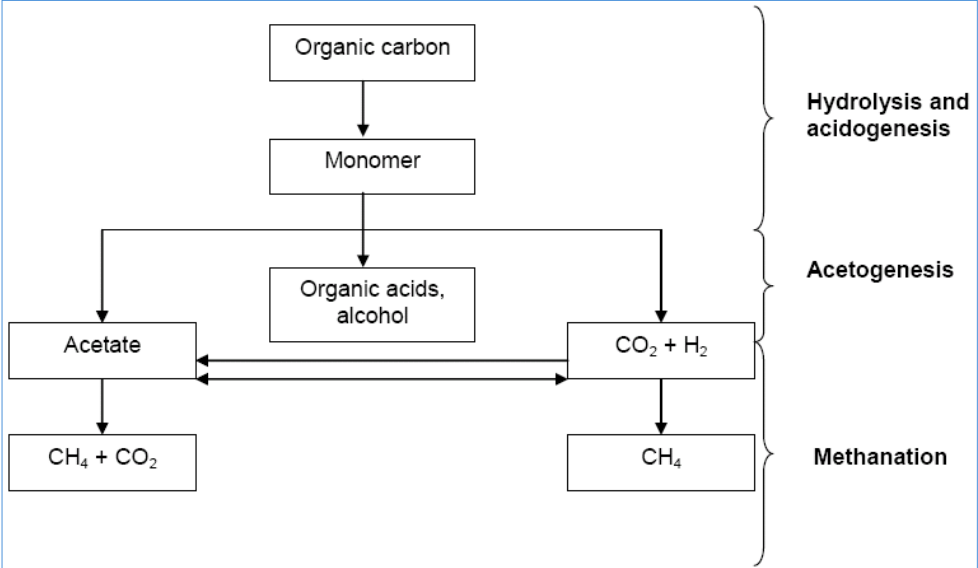 Organic carbon
Hydrolysis and
acidogenesis
Monomer
Acetogenesis
Organic acids,
alcohol
Acetate
CO₂ + H₂
CH₄ + CO₂
CH₄
Methanation